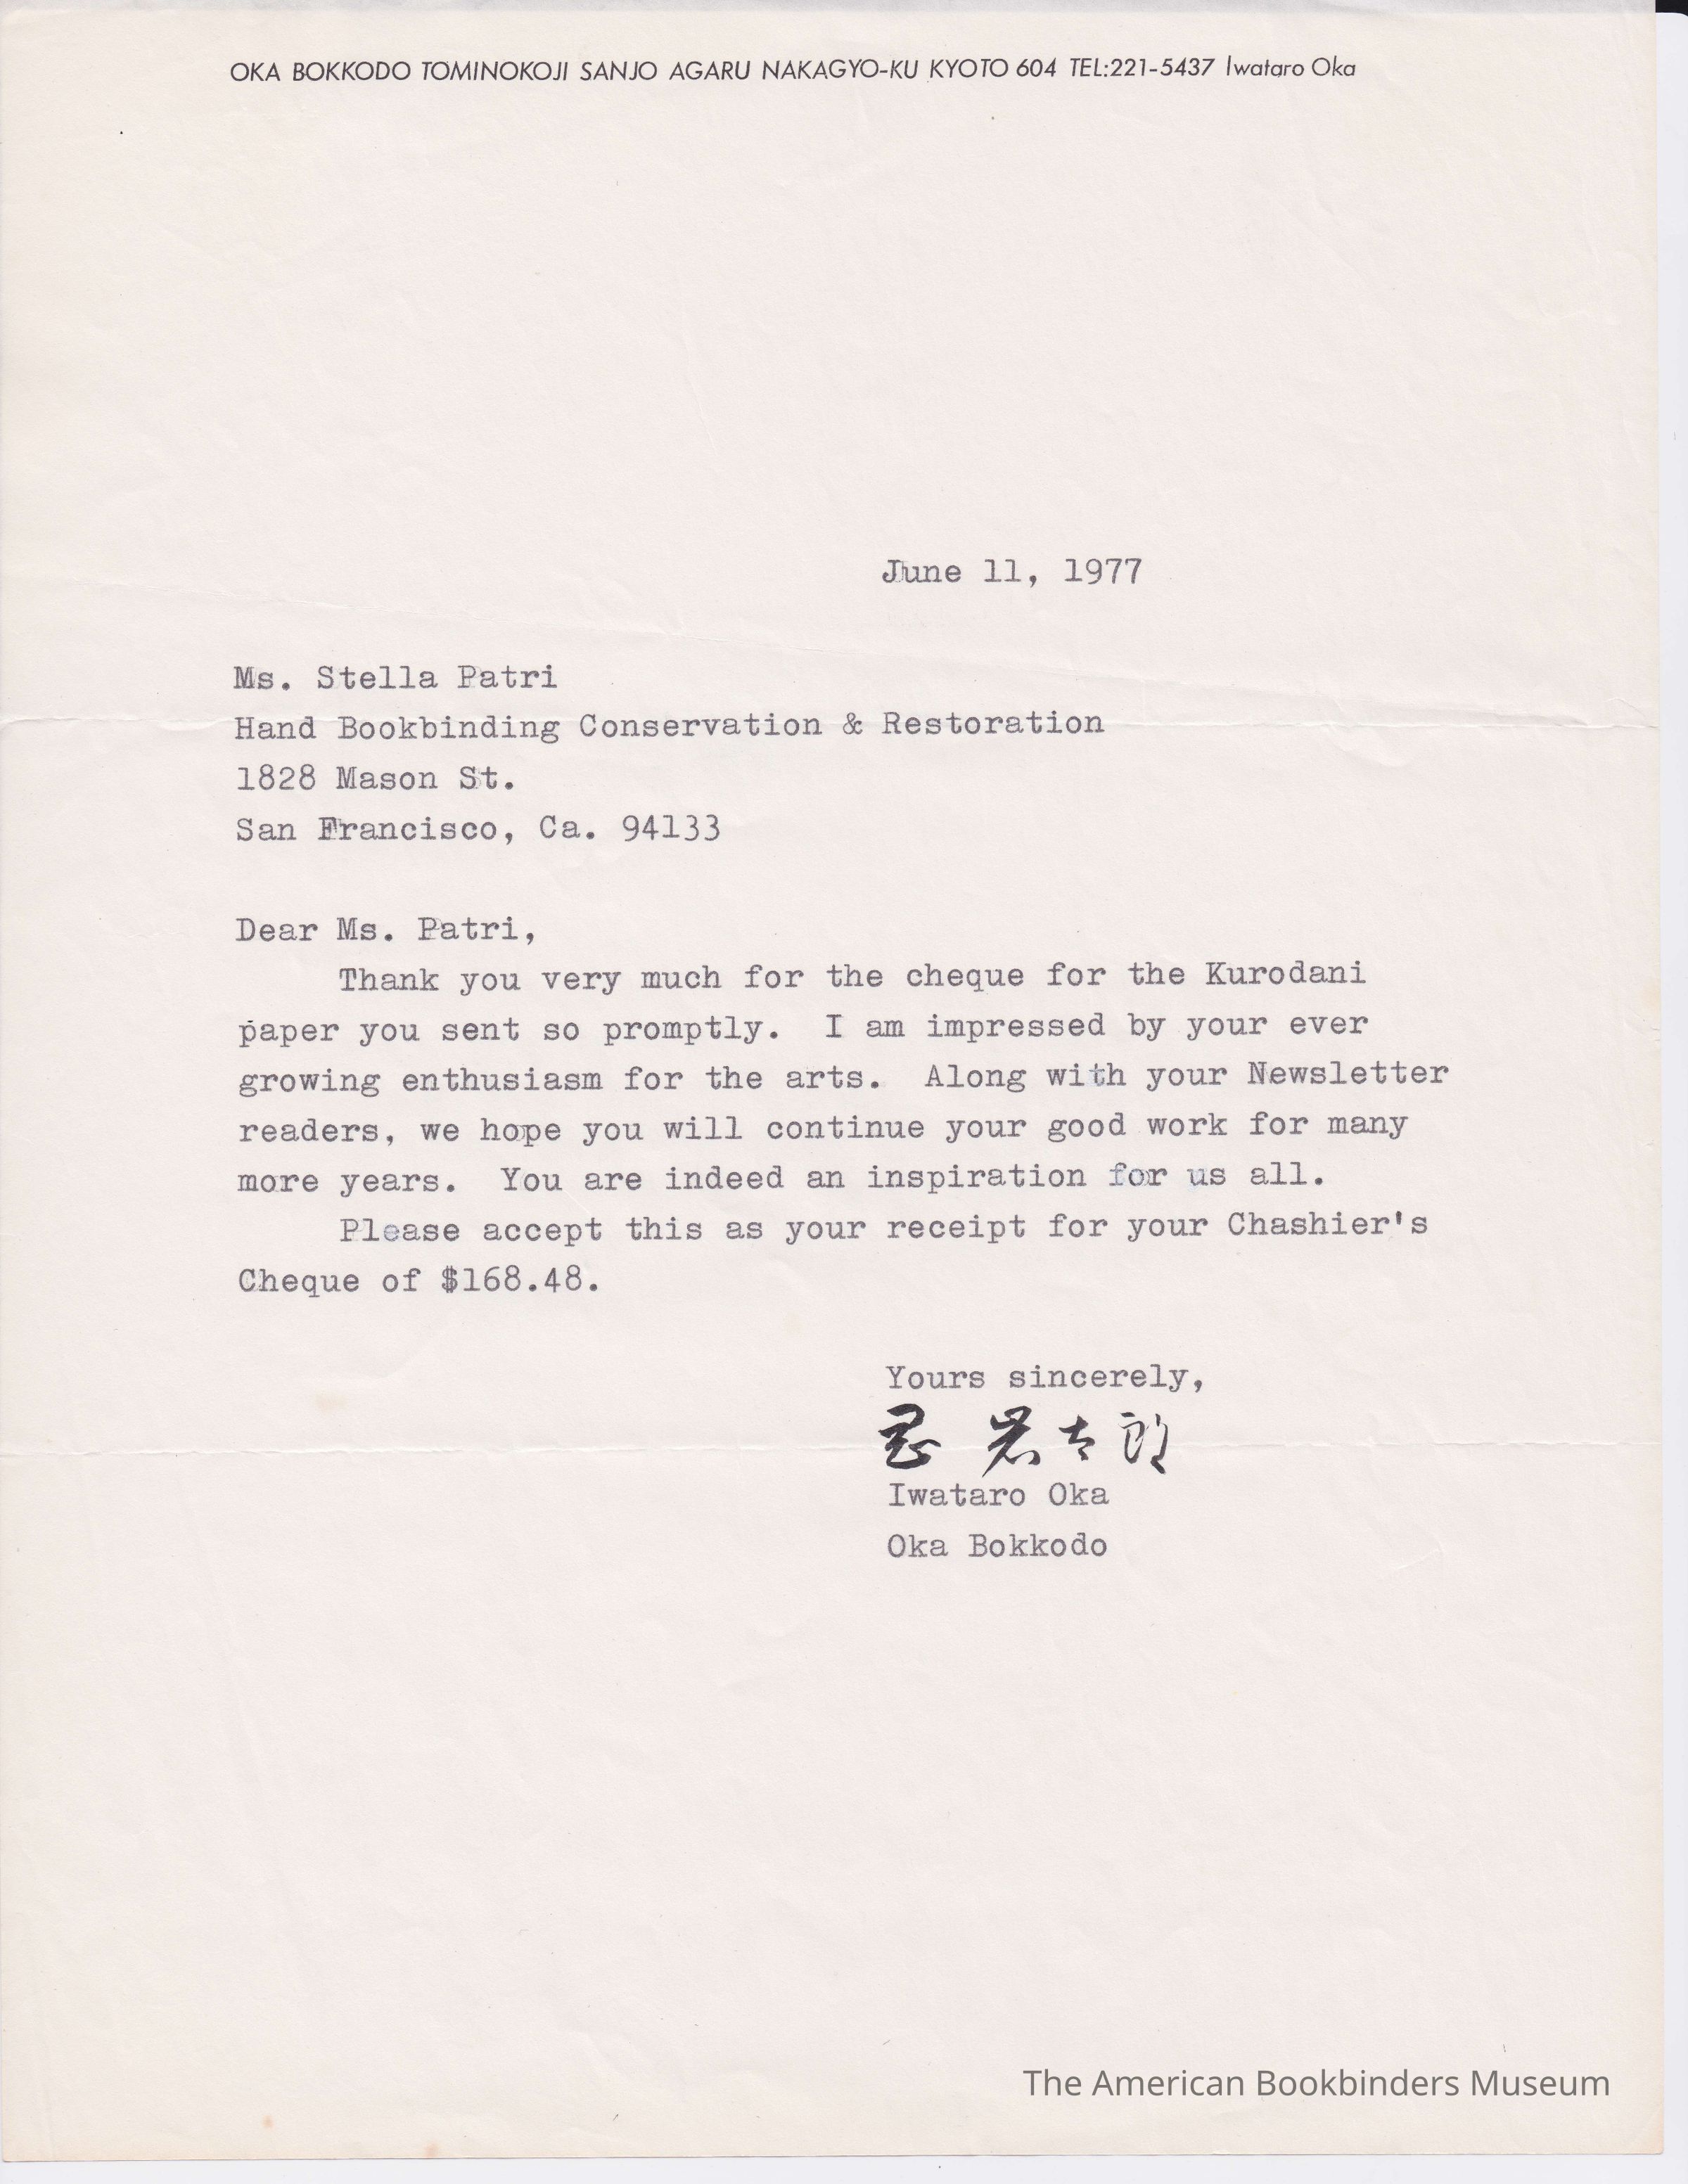 OKA BOKKODO TOMINOKOJI SANJO AGARU NAKAGYO-KU KYOTO 604 TEL:221-5437 Iwataro Oka
June 11, 1977
Ms. Stella Patri
Hand Bookbinding Conservation & Restoration
1828 Mason St.
San Francisco, Ca. 94133
Dear Ms. Patri,
Thank you very much for the cheque for the Kurodani
paper you sent so promptly. I am impressed by your ever
growing enthusiasm for the arts. Along with your Newsletter
readers, we hope you will continue your good work for many
more years. You are indeed an inspiration for us all.
Please accept this as your receipt for your Chashier's
Cheque of $168.48.
Yours sincerely,
岩太郎
Iwataro Oka
Oka Bokkodo
The American Bookbinders Museum